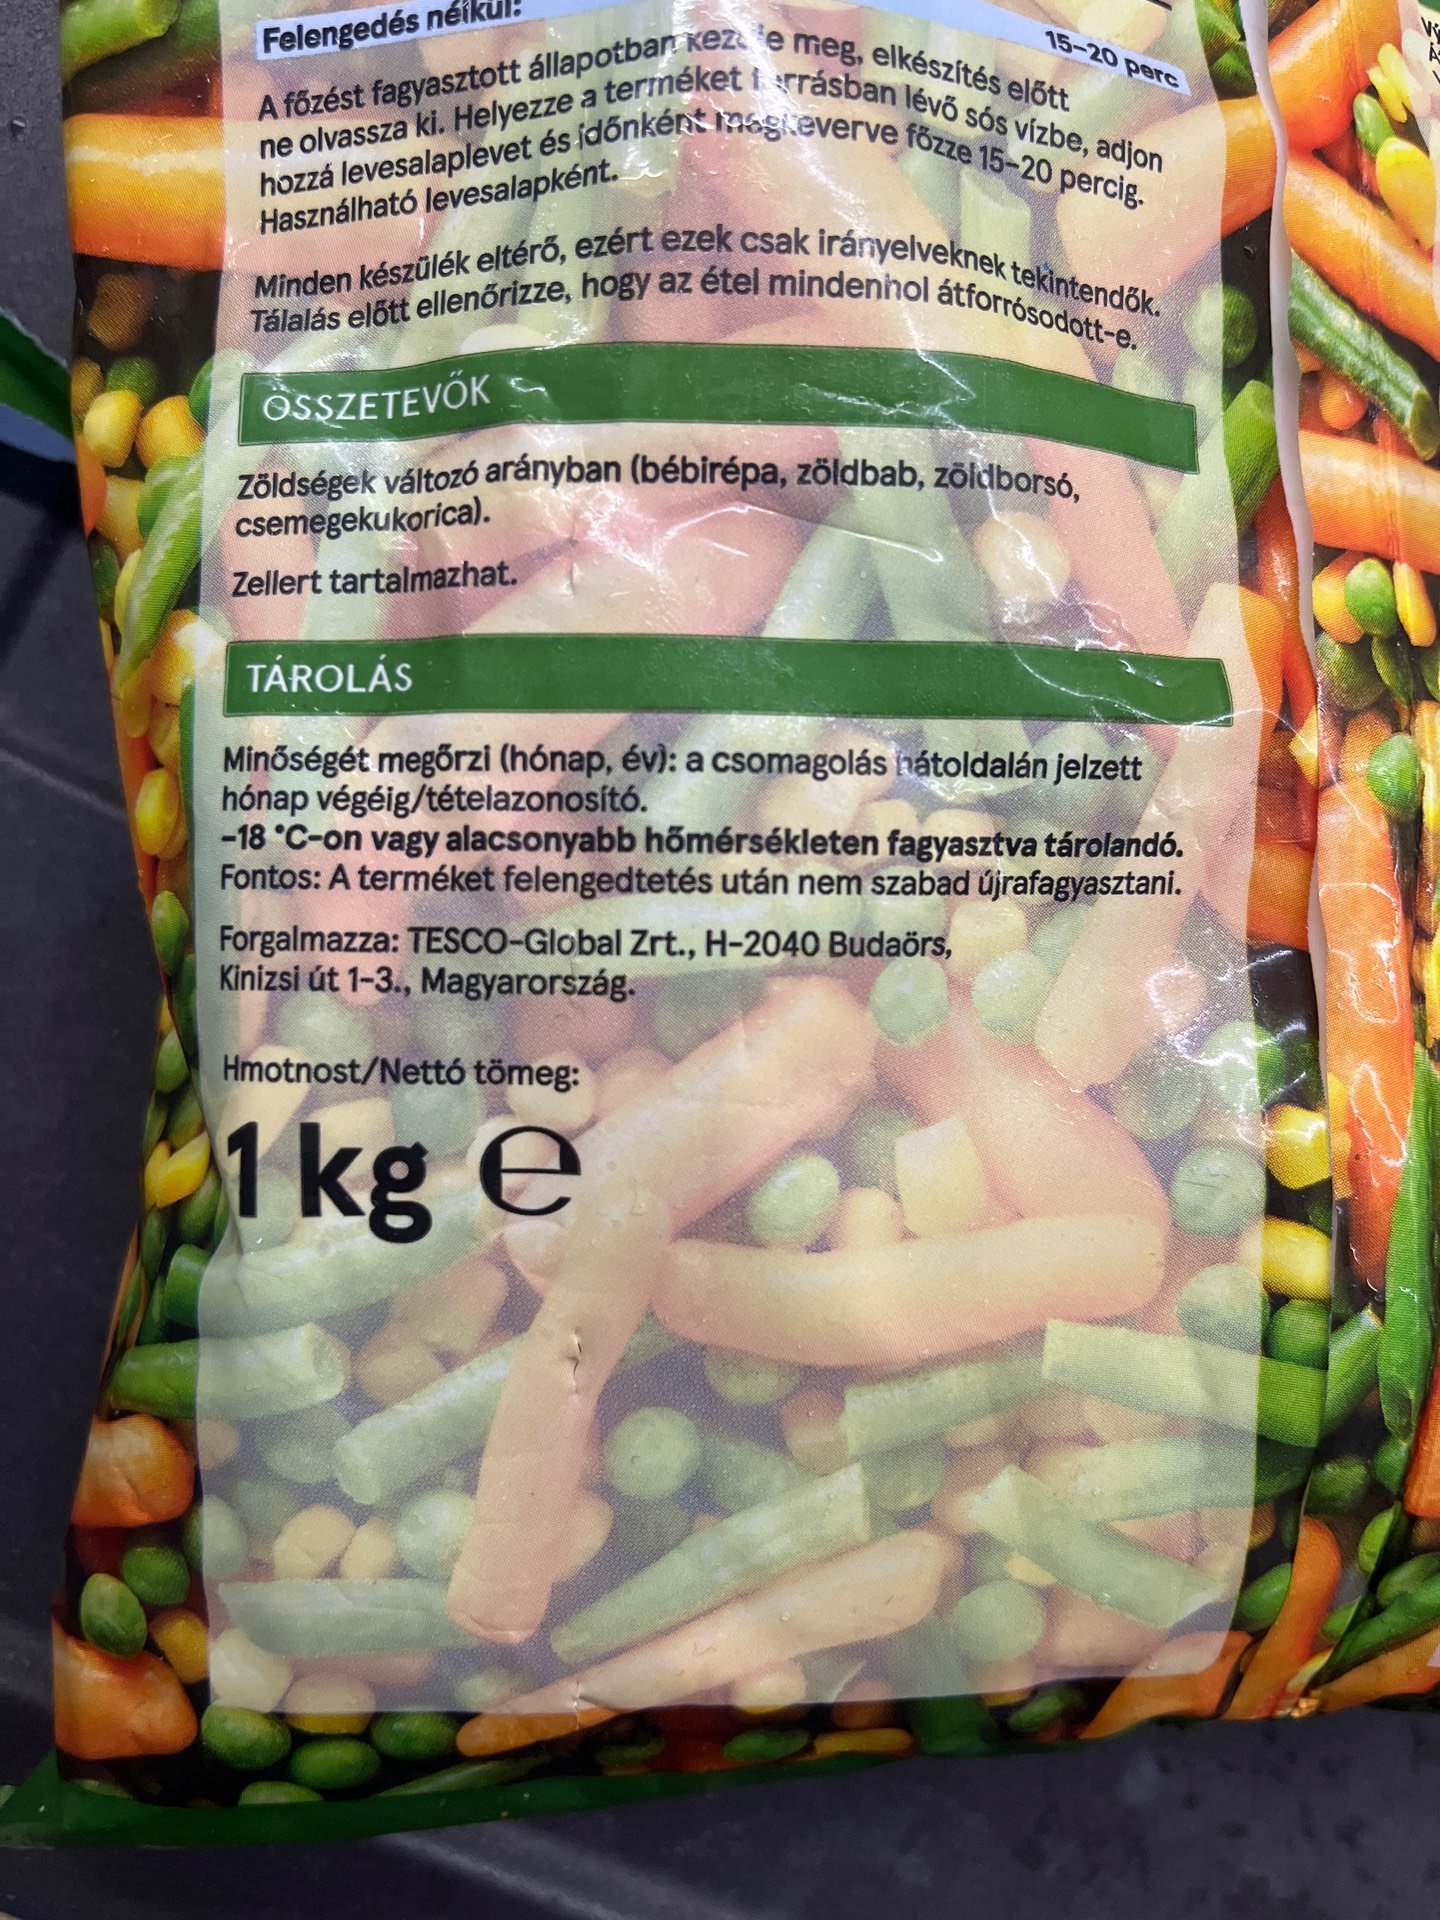 Felengedés nélkül:
15–20 perc
A főzést fagyasztott állapotban kezdje meg, elkészítés előtt
ne olvassza ki. Helyezze a terméket forrásban lévő sós vízbe, adjon
hozzá levesalaplevet és időnként megkeverve főzze 15–20 percig.
Használható levesalapként.
Minden készülék eltérő, ezért ezek csak irányelveknek tekintendők.
Tálalás előtt ellenőrizze, hogy az étel mindenhol átforrósodott-e.
ÖSSZETEVŐK
Zöldségek változó arányban (bébirépa, zöldbab, zöldborsó,
csemegekukorica).
Zellert tartalmazhat.
TÁROLÁS
Minőségét megőrzi (hónap, év): a csomagolás hátoldalán jelzett
hónap végéig/tételazonosító.
–18 °C-on vagy alacsonyabb hőmérsékleten fagyasztva tárolandó.
Fontos: A terméket felengedtetés után nem szabad újrafagyasztani.
Forgalmazza: TESCO-Global Zrt., H-2040 Budaörs,
Kinizsi út 1-3., Magyarország.
Hmotnost/Nettó tömeg:
1 kg ℮